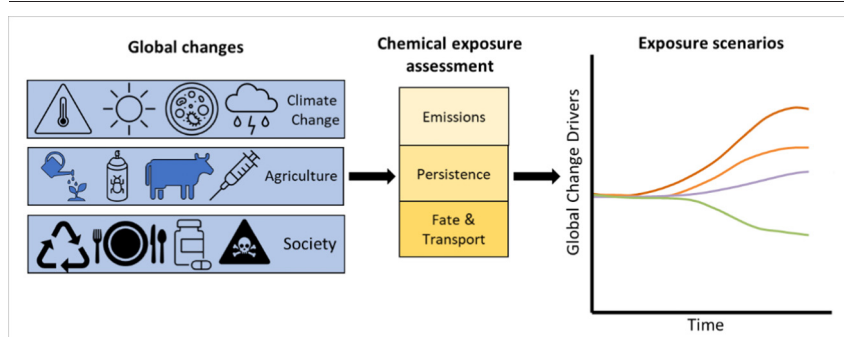 Global changes
Climate
Change
Agriculture
Society
Chemical exposure
assessment
Emissions
Persistence
Fate &
Transport
Exposure scenarios
Global Change Drivers
Time